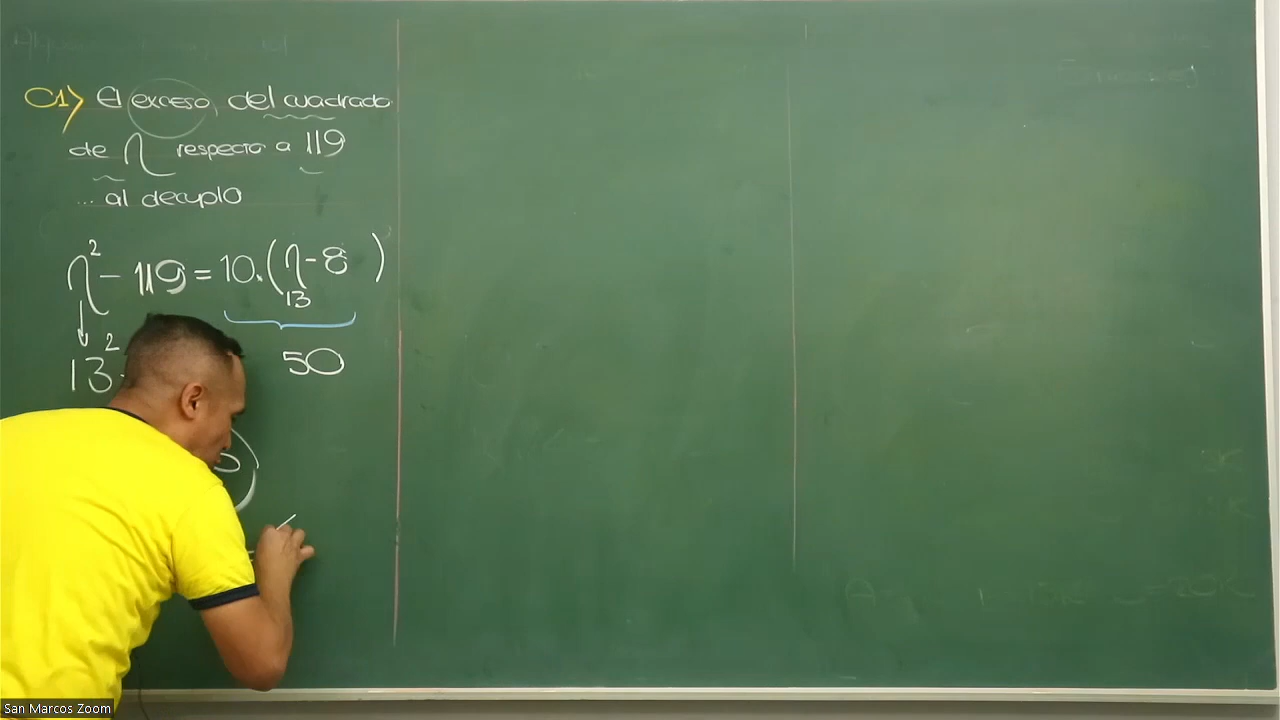 01> El exceso del cuadrado
de n respecto a 119
... al decuplo
n² - 119 = 10.(n - 8 )
13
13²
50
San Marcos Zoom